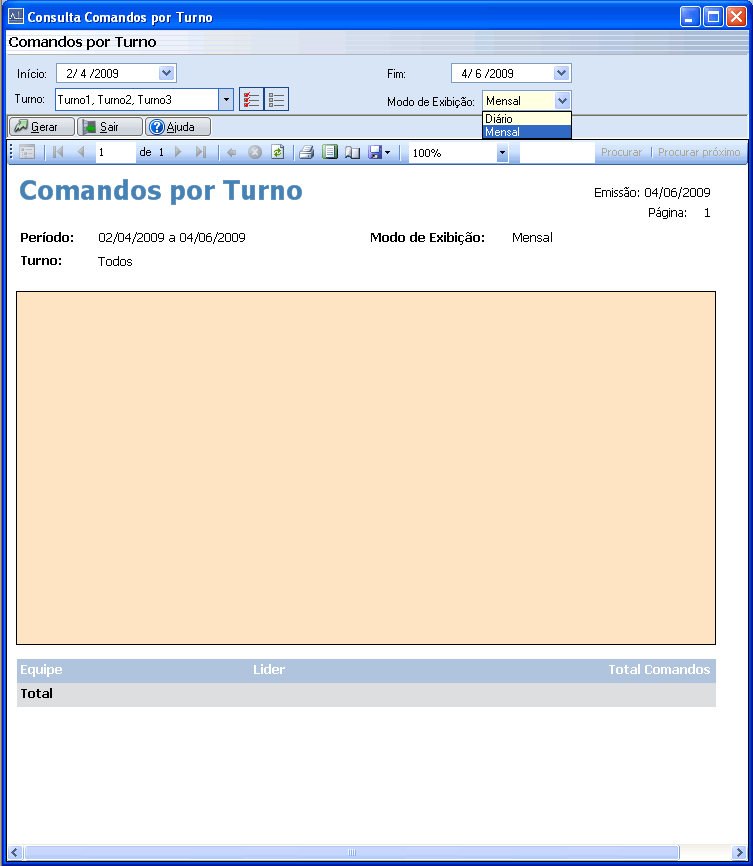 Consulta Comandos por Turno
Comandos por Turno
Início: 2/ 4 /2009 Fim: 4/ 6 /2009
Turno: Turno1, Turno2, Turno3 Modo de Exibição: Mensal
Diário
Mensal
Gerar Sair Ajuda
1 de 1 100% Procurar | Procurar próximo
Comandos por Turno
Emissão: 04/06/2009
Página: 1
Período: 02/04/2009 a 04/06/2009 Modo de Exibição: Mensal
Turno: Todos
Equipe Lider Total Comandos
Total